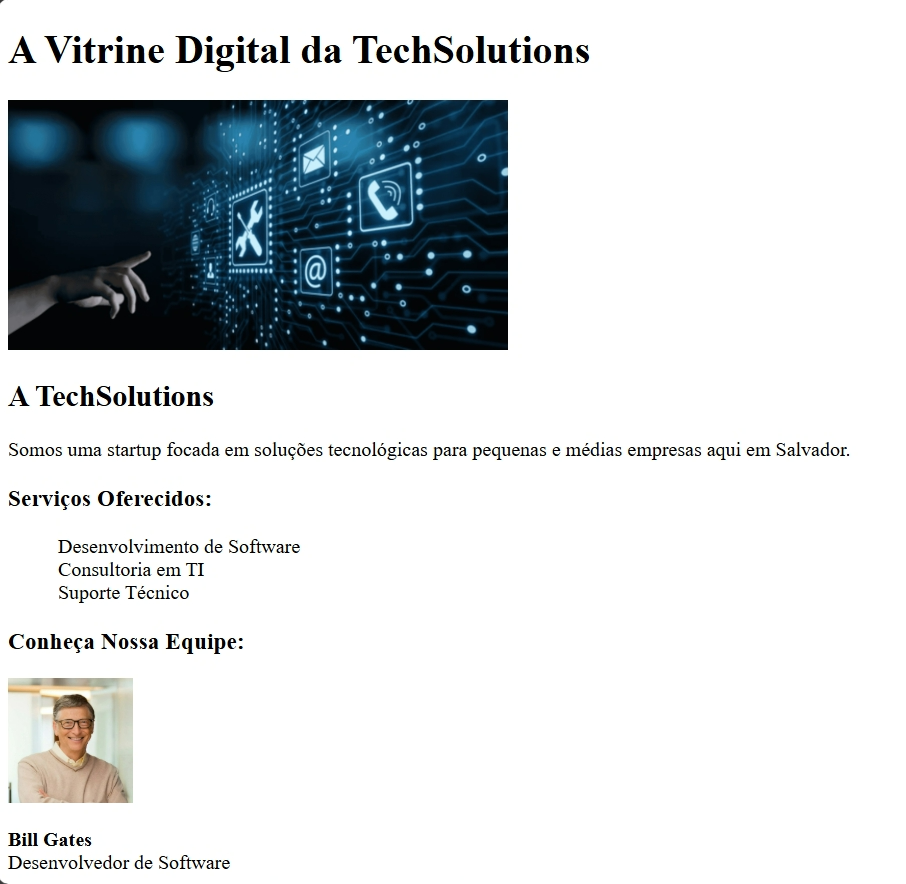 A Vitrine Digital da TechSolutions
@
A TechSolutions
Somos uma startup focada em soluções tecnológicas para pequenas e médias empresas aqui em Salvador.
Serviços Oferecidos:
Desenvolvimento de Software
Consultoria em TI
Suporte Técnico
Conheça Nossa Equipe:
Bill Gates
Desenvolvedor de Software